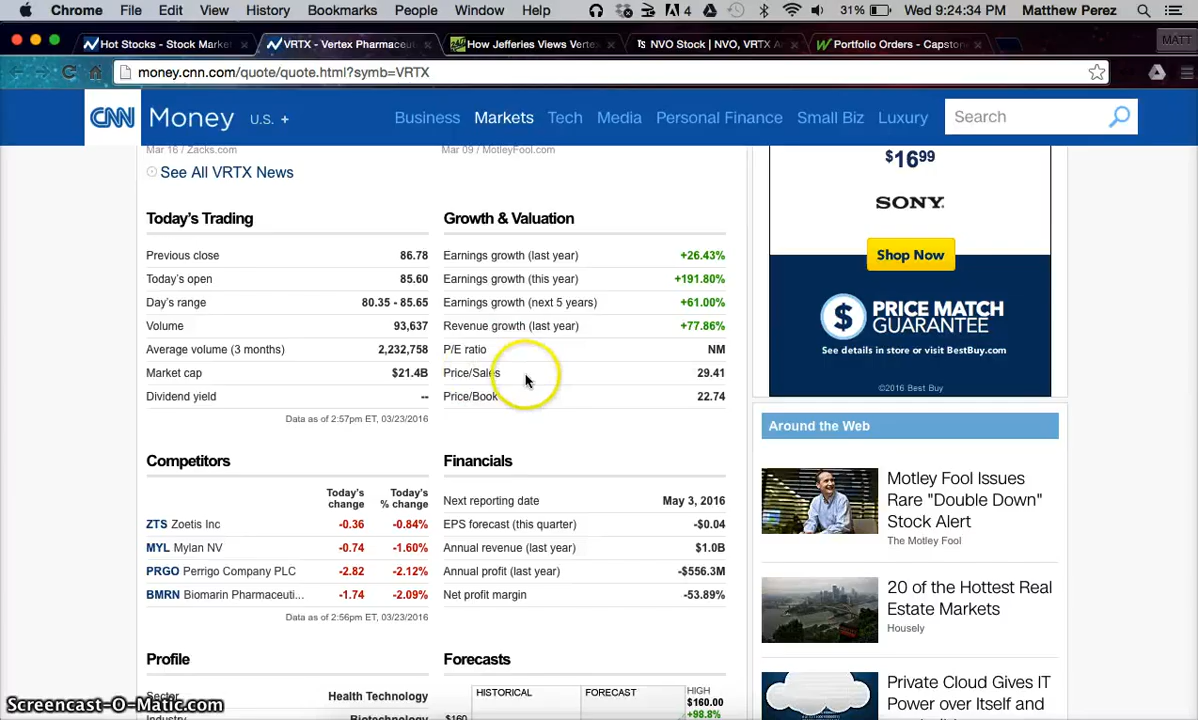 Chrome File Edit View History Bookmarks People Window Help 4 31% Wed 9:24:34 PM Matthew Perez
Hot Stocks - Stock Market VRTX - Vertex Pharmaceut How Jefferies Views Vertex NVO Stock | NVO, VRTX A Portfolio Orders - Capston MATT
money.cnn.com/quote/quote.html?symb=VRTX
CNN Money U.S. + Business Markets Tech Media Personal Finance Small Biz Luxury Search
Mar 16 / Zacks.com Mar 09 / MotleyFool.com
See All VRTX News
$16.99
SONY
Shop Now
PRICE MATCH
GUARANTEE
See details in store or visit BestBuy.com
©2016 Best Buy
Today's Trading
Previous close 86.78
Today's open 85.60
Day's range 80.35 - 85.65
Volume 93,637
Average volume (3 months) 2,232,758
Market cap $21.4B
Dividend yield --
Data as of 2:57pm ET, 03/23/2016
Growth & Valuation
Earnings growth (last year) +26.43%
Earnings growth (this year) +191.80%
Earnings growth (next 5 years) +61.00%
Revenue growth (last year) +77.86%
P/E ratio NM
Price/Sales 29.41
Price/Book 22.74
Competitors
Today's Today's
change % change
ZTS Zoetis Inc -0.36 -0.84%
MYL Mylan NV -0.74 -1.60%
PRGO Perrigo Company PLC -2.82 -2.12%
BMRN Biomarin Pharmaceuti... -1.74 -2.09%
Data as of 2:56pm ET, 03/23/2016
Financials
Next reporting date May 3, 2016
EPS forecast (this quarter) -$0.04
Annual revenue (last year) $1.0B
Annual profit (last year) -$556.3M
Net profit margin -53.89%
Around the Web
Motley Fool Issues
Rare "Double Down"
Stock Alert
The Motley Fool
20 of the Hottest Real
Estate Markets
Housely
Private Cloud Gives IT
Power over Itself and
Profile
Sector Health Technology
Industry Biotechnology
Forecasts
HISTORICAL FORECAST HIGH
$160.00
+98.8%
$160
Screencast-O-Matic.com